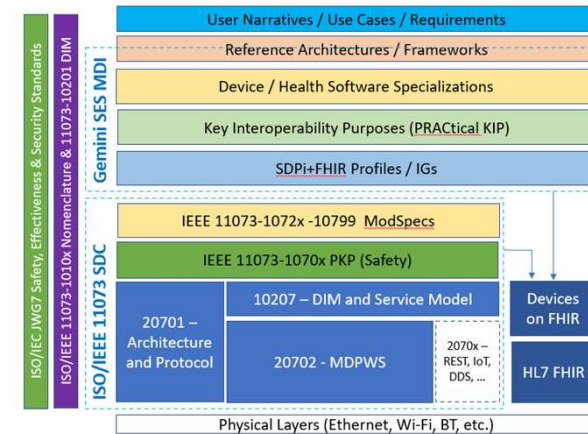 ISO/IEC JWG7 Safety, Effectiveness & Security Standards
ISO/IEEE 11073-1010x Nomenclature & 11073-10201 DIM
User Narratives / Use Cases / Requirements
Gemini SES MDI
Reference Architectures / Frameworks
Device / Health Software Specializations
Key Interoperability Purposes (PRACtical KIP)
SDPi+FHIR Profiles / IGs
ISO/IEEE 11073 SDC
IEEE 11073-1072x -10799 ModSpecs
IEEE 11073-1070x PKP (Safety)
20701 –
Architecture
and Protocol
10207 – DIM and Service Model
20702 - MDPWS
2070x –
REST, IoT,
DDS, ...
Devices
on FHIR
HL7 FHIR
Physical Layers (Ethernet, Wi-Fi, BT, etc.)